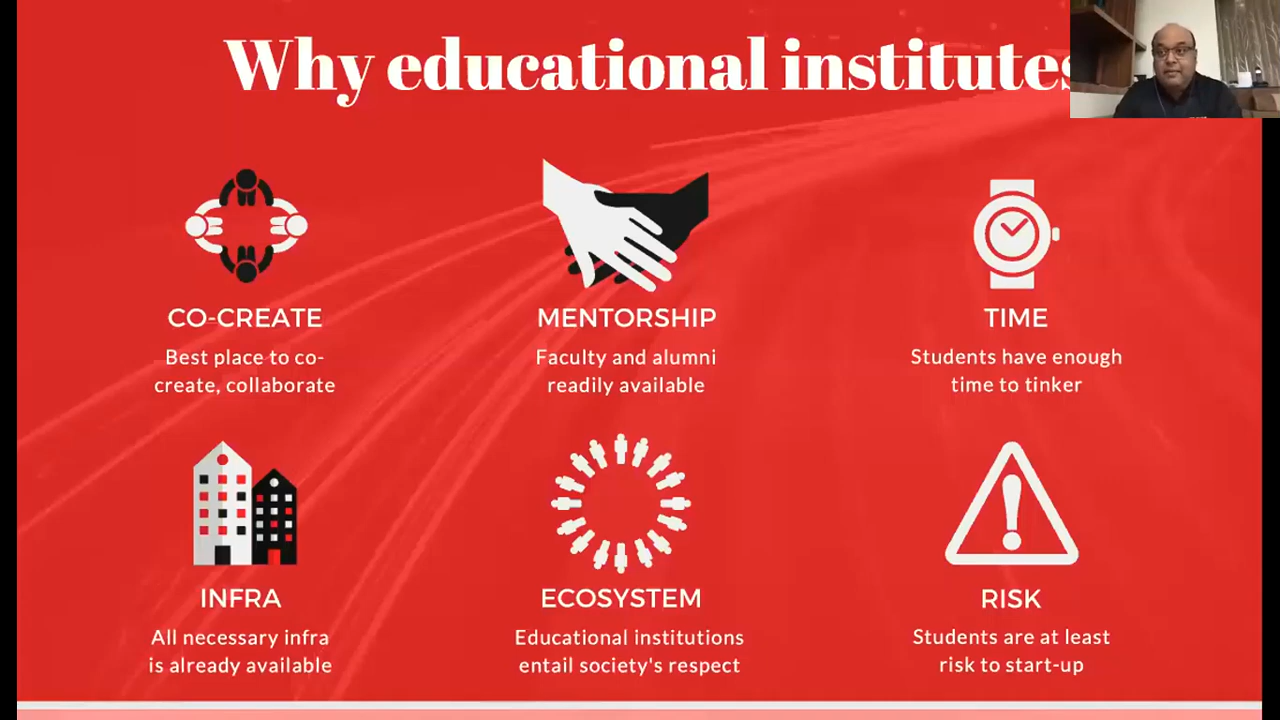 Why educational institutes
CO-CREATE
Best place to co-
create, collaborate
MENTORSHIP
Faculty and alumni
readily available
TIME
Students have enough
time to tinker
INFRA
All necessary infra
is already available
ECOSYSTEM
Educational institutions
entail society's respect
RISK
Students are at least
risk to start-up